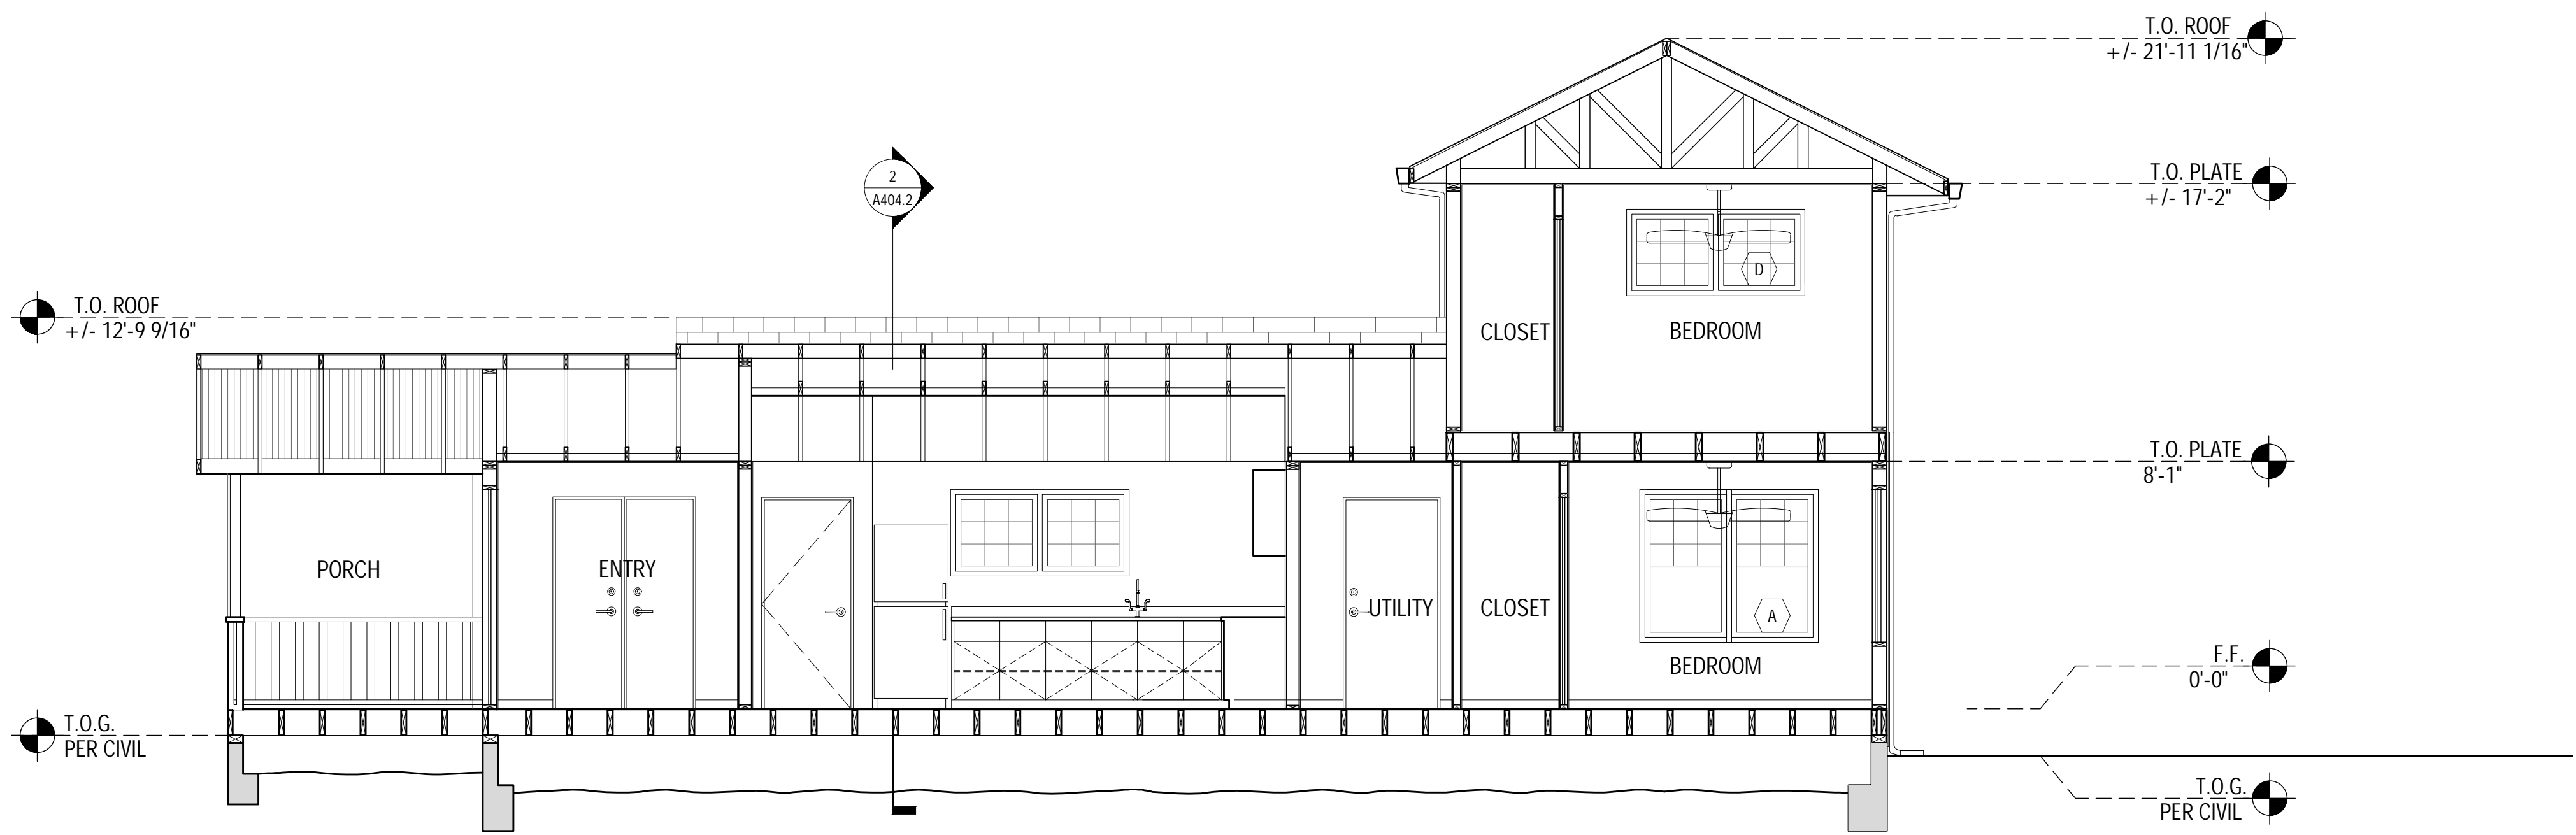 T.O. ROOF
+/- 21'-11 1/16"
2
A404.2
T.O. PLATE
+/- 17'-2"
D
T.O. ROOF
+/- 12'-9 9/16"
CLOSET
BEDROOM
T.O. PLATE
8'-1"
PORCH
ENTRY
UTILITY
CLOSET
A
BEDROOM
F.F.
0'-0"
T.O.G.
PER CIVIL
T.O.G.
PER CIVIL